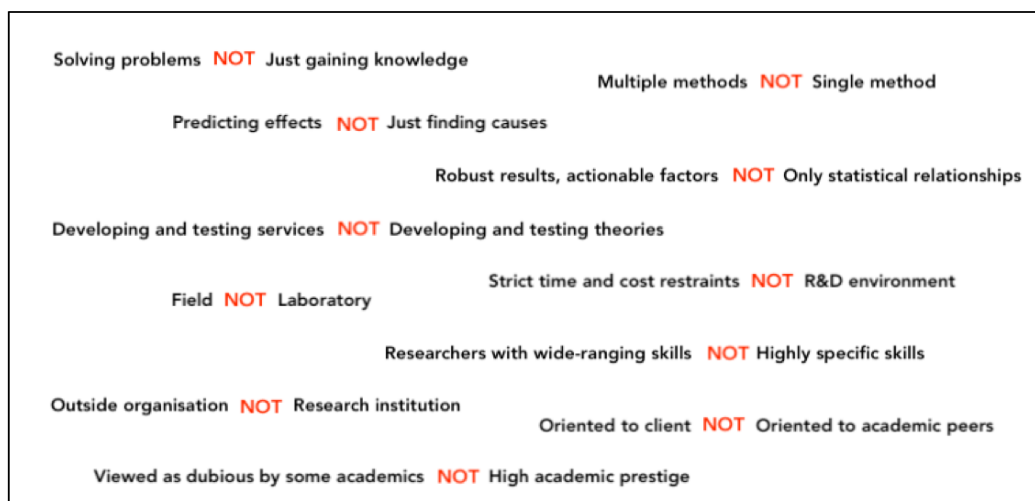 Solving problems NOT Just gaining knowledge
Multiple methods NOT Single method
Predicting effects NOT Just finding causes
Robust results, actionable factors NOT Only statistical relationships
Developing and testing services NOT Developing and testing theories
Strict time and cost restraints NOT R&D environment
Field NOT Laboratory
Researchers with wide-ranging skills NOT Highly specific skills
Outside organisation NOT Research institution
Oriented to client NOT Oriented to academic peers
Viewed as dubious by some academics NOT High academic prestige